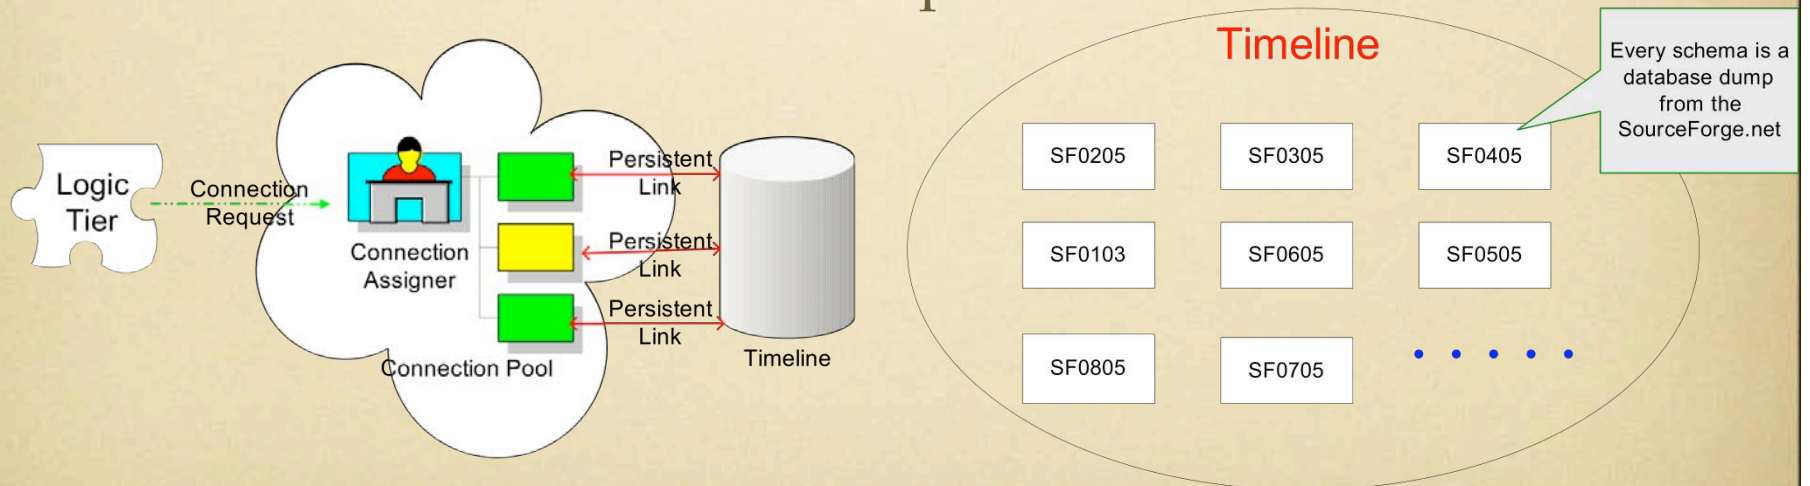 Logic
Tier
Connection
Request
Connection
Assigner
Connection Pool
Persistent
Link
Persistent
Link
Persistent
Link
Timeline
Timeline
SF0205
SF0305
SF0405
SF0103
SF0605
SF0505
SF0805
SF0705
Every schema is a
database dump
from the
SourceForge.net